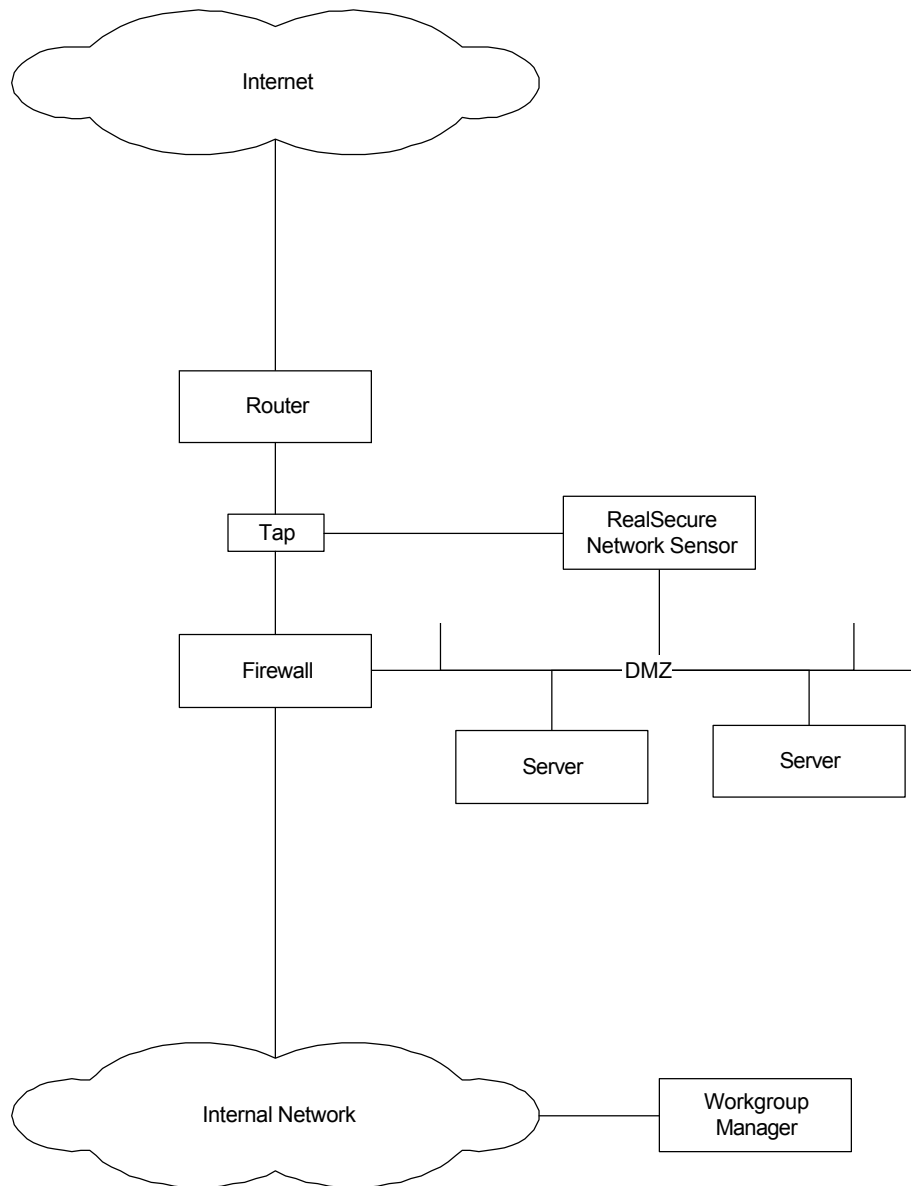 Internet
Router
Tap
RealSecure
Network Sensor
Firewall
DMZ
Server
Server
Internal Network
Workgroup
Manager